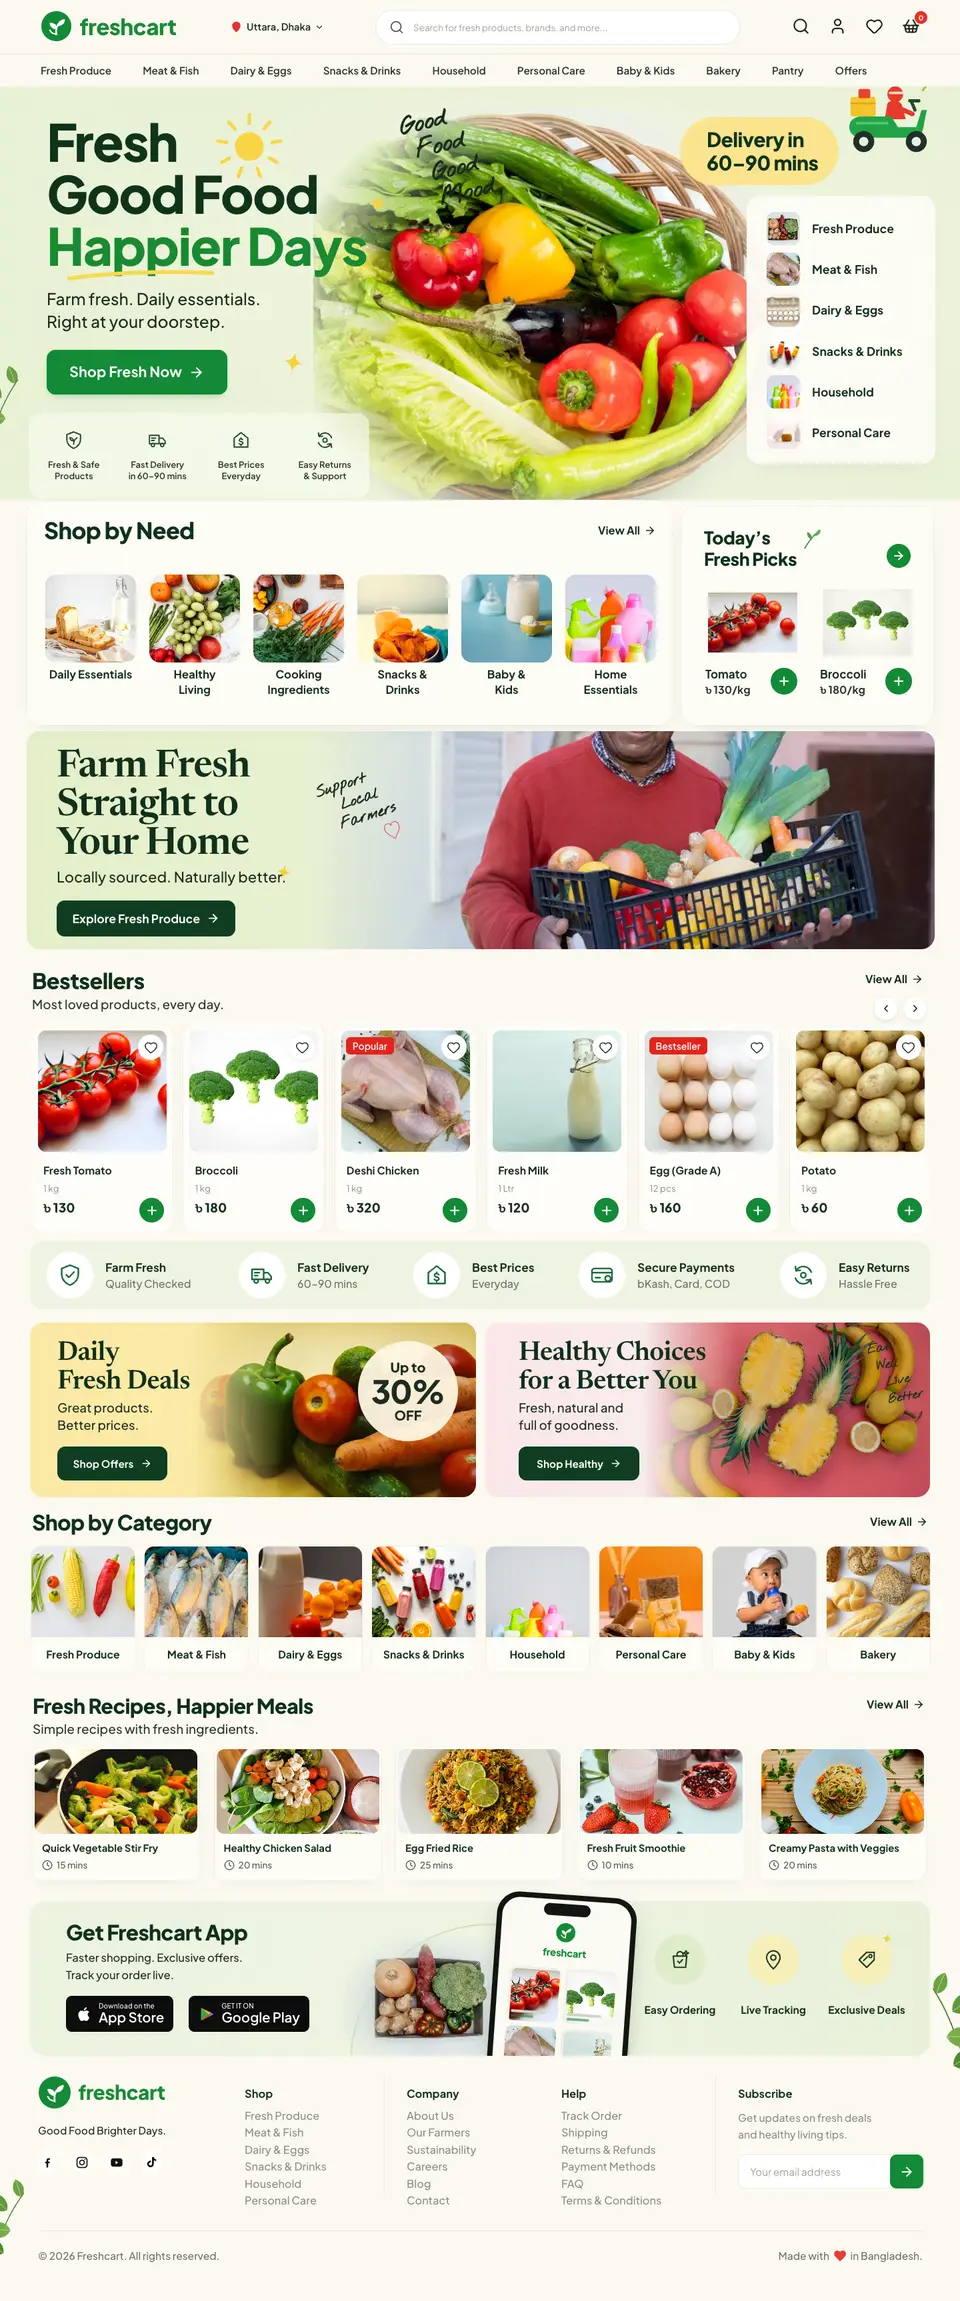 freshcart
Uttara, Dhaka
Search for fresh products, brands, and more...
0
Fresh Produce
Meat & Fish
Dairy & Eggs
Snacks & Drinks
Household
Personal Care
Baby & Kids
Bakery
Pantry
Offers
Fresh
Good Food
Happier Days
Farm fresh. Daily essentials.
Right at your doorstep.
Shop Fresh Now
Good
Food
Good
Mood
Delivery in
60–90 mins
Fresh Produce
Meat & Fish
Dairy & Eggs
Snacks & Drinks
Household
Personal Care
Fresh & Safe
Products
Fast Delivery
in 60–90 mins
Best Prices
Everyday
Easy Returns
& Support
Shop by Need
View All
Daily Essentials
Healthy
Living
Cooking
Ingredients
Snacks &
Drinks
Baby &
Kids
Home
Essentials
Today's
Fresh Picks
Tomato
৳ 130/kg
Broccoli
৳ 180/kg
Farm Fresh
Straight to
Your Home
Locally sourced. Naturally better.
Explore Fresh Produce
Support
Local
Farmers
Bestsellers
Most loved products, every day.
View All
Fresh Tomato
1 kg
৳ 130
Broccoli
1 kg
৳ 180
Popular
Deshi Chicken
1 kg
৳ 320
Fresh Milk
1 Ltr
৳ 120
Bestseller
Egg (Grade A)
12 pcs
৳ 160
Potato
1 kg
৳ 60
Farm Fresh
Quality Checked
Fast Delivery
60–90 mins
Best Prices
Everyday
Secure Payments
bKash, Card, COD
Easy Returns
Hassle Free
Daily
Fresh Deals
Great products.
Better prices.
Shop Offers
Up to
30%
OFF
Healthy Choices
for a Better You
Fresh, natural and
full of goodness.
Shop Healthy
Eat
Well
Live
Better
Shop by Category
View All
Fresh Produce
Meat & Fish
Dairy & Eggs
Snacks & Drinks
Household
Personal Care
Baby & Kids
Bakery
Fresh Recipes, Happier Meals
Simple recipes with fresh ingredients.
View All
Quick Vegetable Stir Fry
15 mins
Healthy Chicken Salad
20 mins
Egg Fried Rice
25 mins
Fresh Fruit Smoothie
10 mins
Creamy Pasta with Veggies
20 mins
Get Freshcart App
Faster shopping. Exclusive offers.
Track your order live.
Download on the
App Store
GET IT ON
Google Play
freshcart
Easy Ordering
Live Tracking
Exclusive Deals
freshcart
Good Food Brighter Days.
Shop
Fresh Produce
Meat & Fish
Dairy & Eggs
Snacks & Drinks
Household
Personal Care
Company
About Us
Our Farmers
Sustainability
Careers
Blog
Contact
Help
Track Order
Shipping
Returns & Refunds
Payment Methods
FAQ
Terms & Conditions
Subscribe
Get updates on fresh deals
and healthy living tips.
Your email address
© 2026 Freshcart. All rights reserved.
Made with ❤ in Bangladesh.